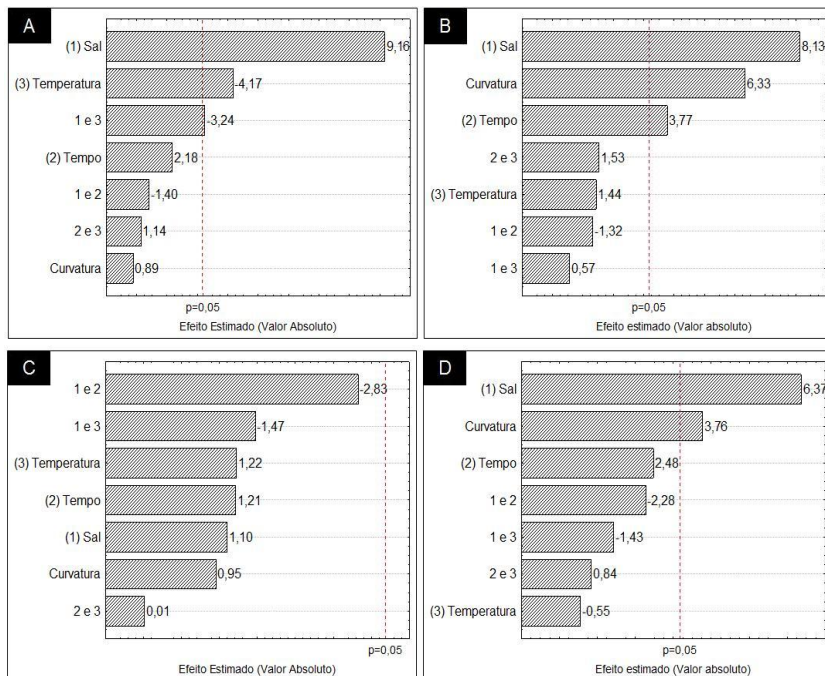 A
(1) Sal 9,16
(3) Temperatura -4,17
1 e 3 -3,24
(2) Tempo 2,18
1 e 2 -1,40
2 e 3 1,14
Curvatura 0,89
p=0,05
Efeito Estimado (Valor Absoluto)
B
(1) Sal 8,13
Curvatura 6,33
(2) Tempo 3,77
2 e 3 1,53
(3) Temperatura 1,44
1 e 2 -1,32
1 e 3 0,57
p=0,05
Efeito estimado (Valor absoluto)
C
1 e 2 -2,83
1 e 3 -1,47
(3) Temperatura 1,22
(2) Tempo 1,21
(1) Sal 1,10
Curvatura 0,95
2 e 3 0,01
p=0,05
Efeito Estimado (Valor Absoluto)
D
(1) Sal 6,37
Curvatura 3,76
(2) Tempo 2,48
1 e 2 -2,28
1 e 3 -1,43
2 e 3 0,84
(3) Temperatura -0,55
p=0,05
Efeito estimado (Valor absoluto)